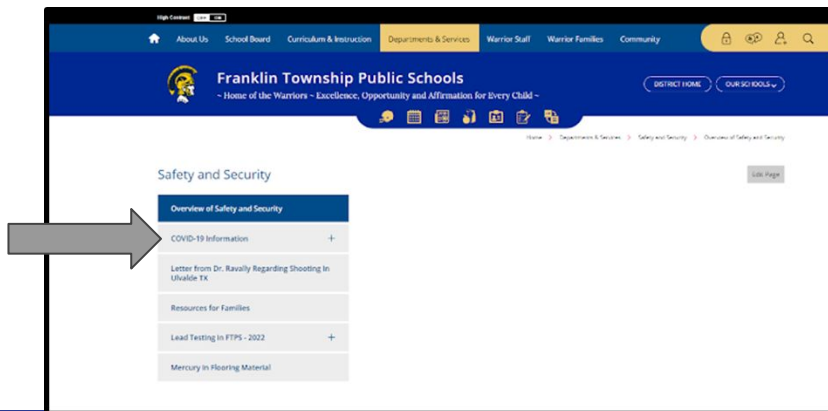 High Contrast OFF ON
About Us School Board Curriculum & Instruction Departments & Services Warrior Staff Warrior Families Community
Franklin Township Public Schools
~ Home of the Warriors ~ Excellence, Opportunity and Affirmation for Every Child ~
DISTRICT HOME OUR SCHOOLS
Home > Departments & Services > Safety and Security > Overview of Safety and Security
Safety and Security
Edit Page
Overview of Safety and Security
COVID-19 Information +
Letter from Dr. Ravally Regarding Shooting In
Ulvalde TX
Resources for Families
Lead Testing in FTPS - 2022 +
Mercury in Flooring Material